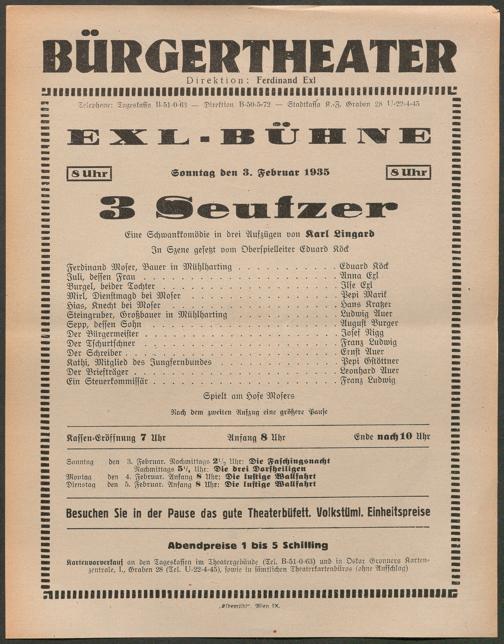 BÜRGERTHEATER
Direktion: Ferdinand Exl
Telephone: Tageskassa B-51-0-63 — Direktion B-50-5-72 — Stadtkassa K.-J. Graben 28 U-22-4-45
EXL-BÜHNE
8 Uhr Sonntag den 3. Februar 1935 8 Uhr
3 Seufzer
Eine Schwankkomödie in drei Aufzügen von Karl Lingard
In Szene gesetzt vom Oberspielleiter Eduard Köck
Ferdinand Moser, Bauer in Mühlharting . . . Eduard Köck
Juli, dessen Frau . . . Anna Exl
Burgel, beider Tochter . . . Ilse Exl
Mirl, Dienstmagd bei Moser . . . Pepi Marik
Hias, Knecht bei Moser . . . Hans Kratzer
Steingruber, Großbauer in Mühlharting . . . Ludwig Auer
Sepp, dessen Sohn . . . August Burger
Der Bürgermeister . . . Josef Nigg
Der Tschurtschner . . . Franz Ludwig
Der Schreiber . . . Ernst Auer
Kathi, Mitglied des Jungfernbundes . . . Pepi Gstöttner
Der Briefträger . . . Leonhard Auer
Ein Steuerkommissär . . . Franz Ludwig
Spielt am Hofe Mosers
Nach dem zweiten Aufzug eine größere Pause
Kassen-Eröffnung 7 Uhr Anfang 8 Uhr Ende nach 10 Uhr
Sonntag den 3. Februar. Nachmittags 2½ Uhr: Die Faschingsnacht
Nachmittags 5¼ Uhr: Die drei Dorfheiligen
Montag den 4. Februar. Anfang 8 Uhr: Die lustige Wallfahrt
Dienstag den 5. Februar. Anfang 8 Uhr: Die lustige Wallfahrt
Besuchen Sie in der Pause das gute Theaterbüfett. Volkstüml. Einheitspreise
Abendpreise 1 bis 5 Schilling
Kartenvorverkauf an den Tageskassen im Theatergebäude (Tel. B-51-0-63) und in Oskar Gronners Karten-
zentrale, I., Graben 28 (Tel. U-22-4-45), sowie in sämtlichen Theaterkartenbüros (ohne Aufschlag)
„Elbemühl“, Wien IX.